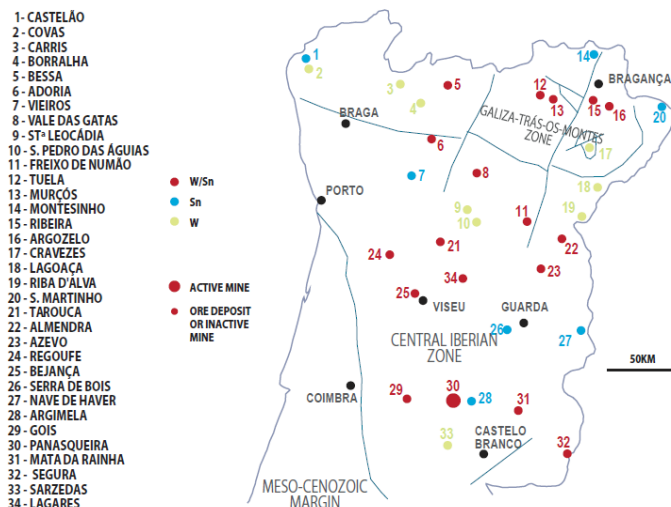 1- CASTELÃO
2 - COVAS
3 - CARRIS
4 - BORRALHA
5 - BESSA
6 - ADORIA
7 - VIEIROS
8 - VALE DAS GATAS
9 - STª LEOCÁDIA
10 - S. PEDRO DAS ÁGUIAS
11 - FREIXO DE NUMÃO
12 - TUELA
13 - MURÇÓS
14 - MONTESINHO
15 - RIBEIRA
16 - ARGOZELO
17 - CRAVEZES
18 - LAGOAÇA
19 - RIBA D'ALVA
20 - S. MARTINHO
21 - TAROUCA
22 - ALMENDRA
23 - AZEVO
24 - REGOUFE
25 - BEJANÇA
26 - SERRA DE BOIS
27 - NAVE DE HAVER
28 - ARGIMELA
29 - GOIS
30 - PANASQUEIRA
31 - MATA DA RAINHA
32 - SEGURA
33 - SARZEDAS
34 - LAGARES
W/Sn
Sn
W
ACTIVE MINE
ORE DEPOSIT
OR INACTIVE
MINE
1
2
3
4
5
14
BRAGANÇA
12
13
15
16
20
BRAGA
GALIZA-TRÁS-OS-MONTES
ZONE
6
17
7
8
18
PORTO
9
10
11
19
21
22
24
23
34
25
VISEU
GUARDA
26
27
CENTRAL IBERIAN
ZONE
50KM
COIMBRA
29
30
28
31
33
CASTELO
BRANCO
32
MESO-CENOZOIC
MARGIN